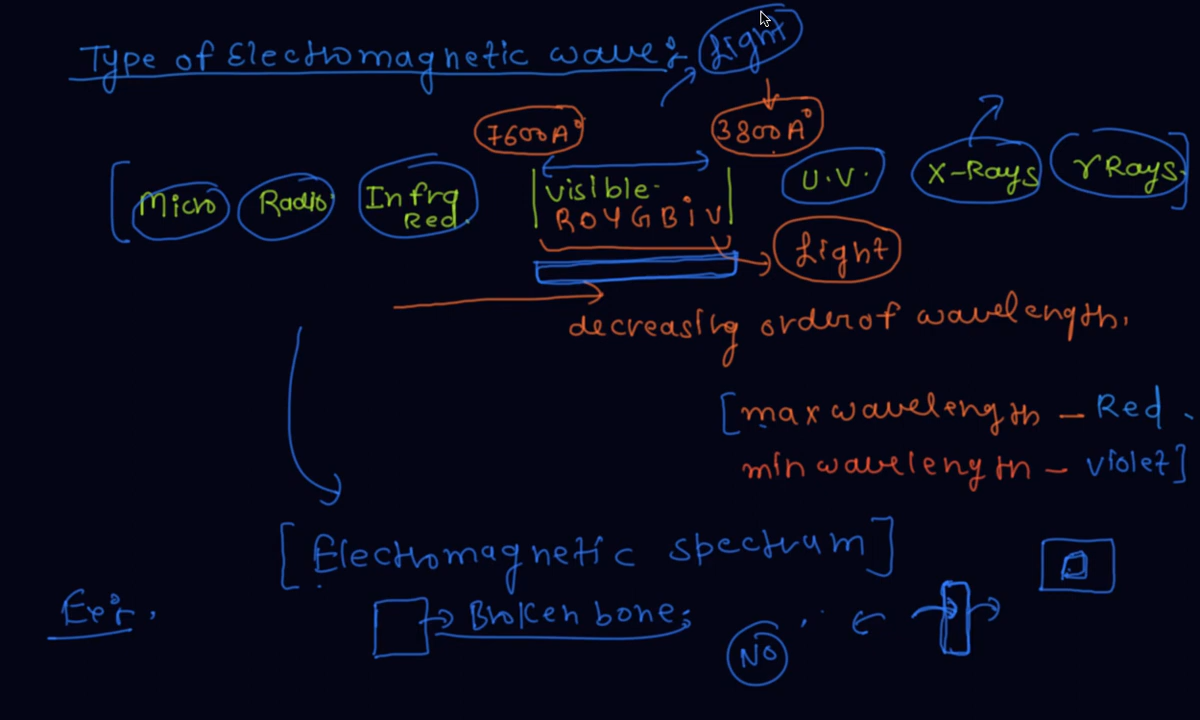 Type of Electromagnetic wave: Light
7600A° 3800A°
[Micro Radio Infra Red. |visible-| U.V. X-Rays γ Rays.]
ROYGBiV
Light
decreasing order of wavelength.
[max wavelength – Red.
min wavelength – violet]
[Electromagnetic spectrum]
Broken bone;
NO